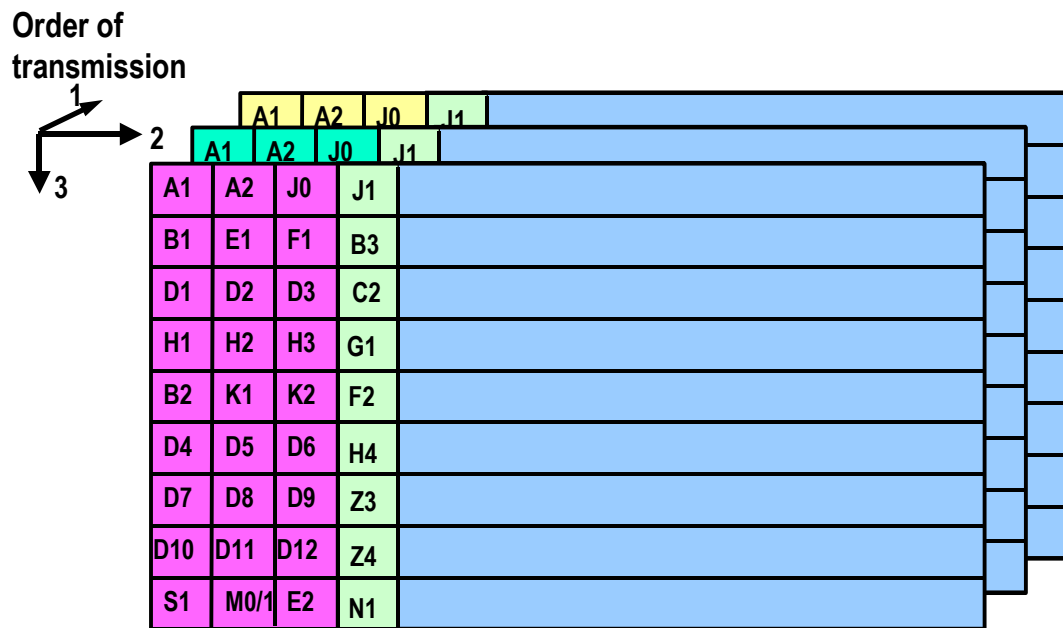 Order of
transmission
1
2
3
A1 A2 J0 J1
A1 A2 J0 J1
A1 A2 J0 J1
B1 E1 F1 B3
D1 D2 D3 C2
H1 H2 H3 G1
B2 K1 K2 F2
D4 D5 D6 H4
D7 D8 D9 Z3
D10 D11 D12 Z4
S1 M0/1 E2 N1